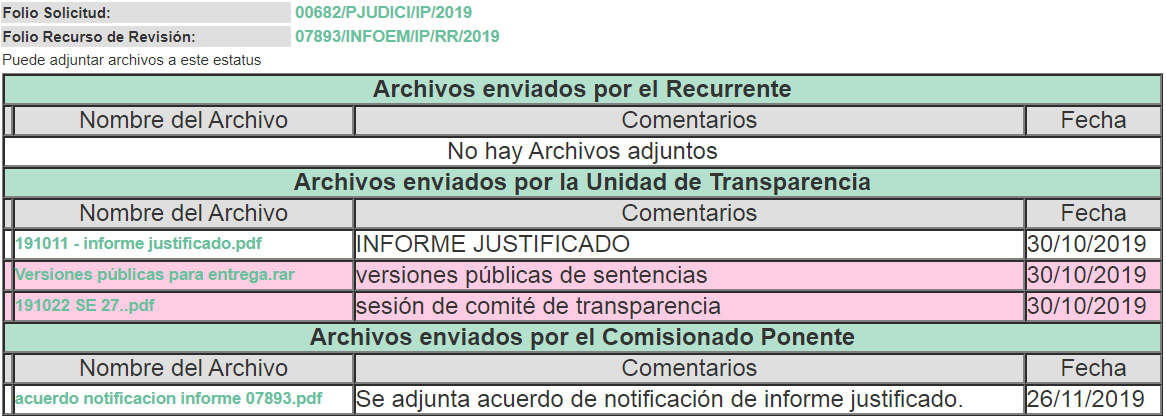 Folio Solicitud: 00682/PJUDICI/IP/2019
Folio Recurso de Revisión: 07893/INFOEM/IP/RR/2019
Puede adjuntar archivos a este estatus
Archivos enviados por el Recurrente
Nombre del Archivo Comentarios Fecha
No hay Archivos adjuntos
Archivos enviados por la Unidad de Transparencia
Nombre del Archivo Comentarios Fecha
191011 - informe justificado.pdf INFORME JUSTIFICADO 30/10/2019
Versiones públicas para entrega.rar versiones públicas de sentencias 30/10/2019
191022 SE 27..pdf sesión de comité de transparencia 30/10/2019
Archivos enviados por el Comisionado Ponente
Nombre del Archivo Comentarios Fecha
acuerdo notificacion informe 07893.pdf Se adjunta acuerdo de notificación de informe justificado. 26/11/2019